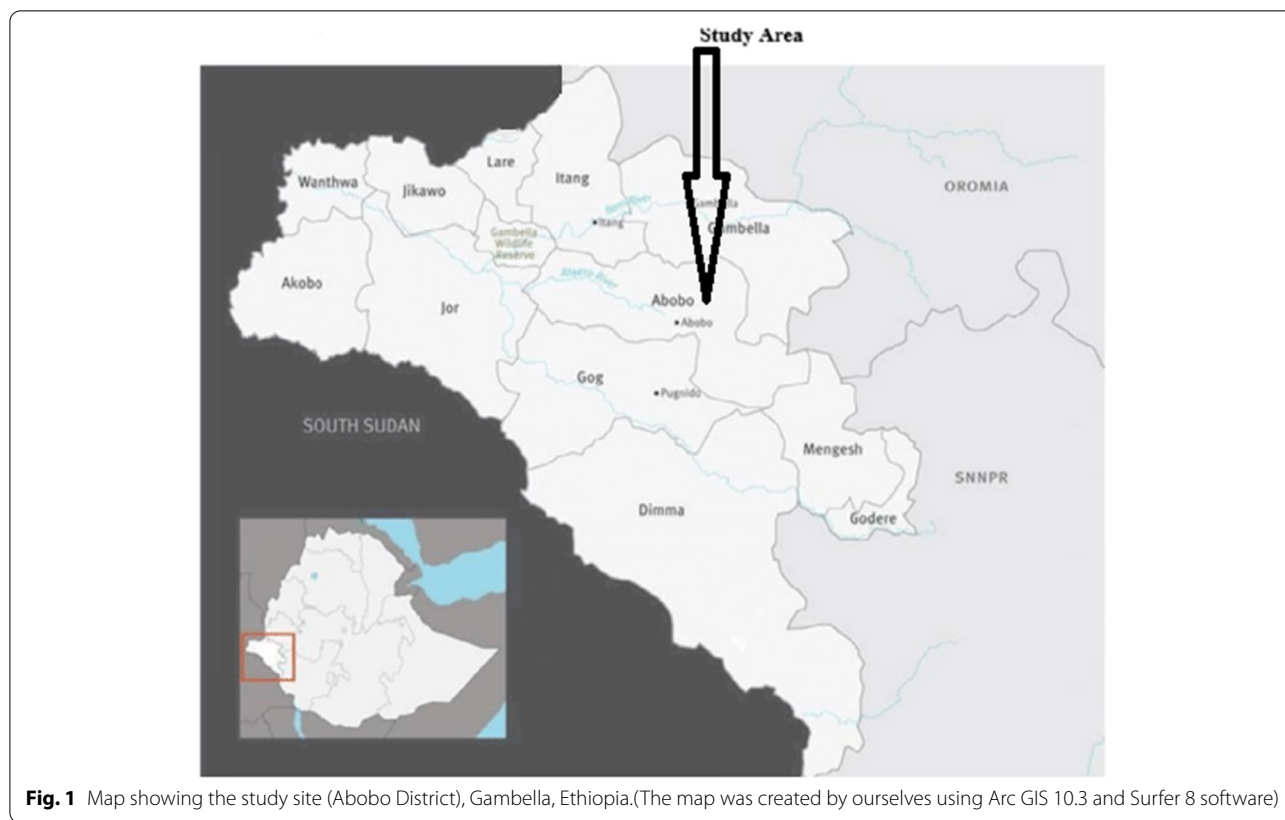 Study Area
Lare
Wanthwa
Jikawo
Itang
OROMIA
Gambella
Itang
Gambella
Gambella
Wildlife
Reserve
Akobo
Jor
Abobo
Abobo
Gog
Pugnido
SOUTH SUDAN
Mengesh
SNNPR
Dimma
Godere
Fig. 1 Map showing the study site (Abobo District), Gambella, Ethiopia.(The map was created by ourselves using Arc GIS 10.3 and Surfer 8 software)